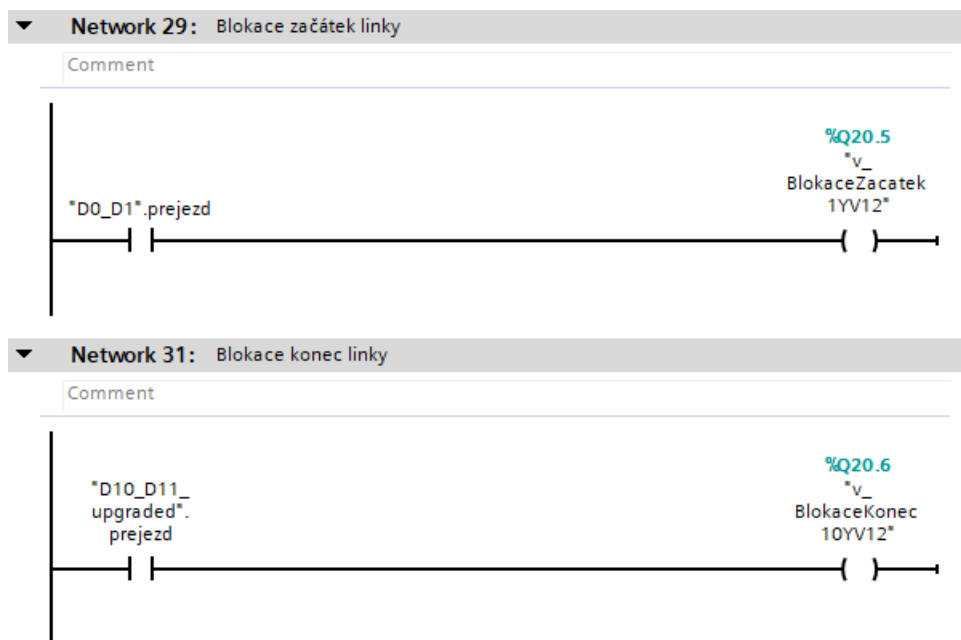 Network 29: Blokace začátek linky
Comment
%Q20.5
"v_
BlokaceZacatek
1YV12"
"D0_D1".prejezd
Network 31: Blokace konec linky
Comment
%Q20.6
"v_
BlokaceKonec
10YV12"
"D10_D11_
upgraded".
prejezd